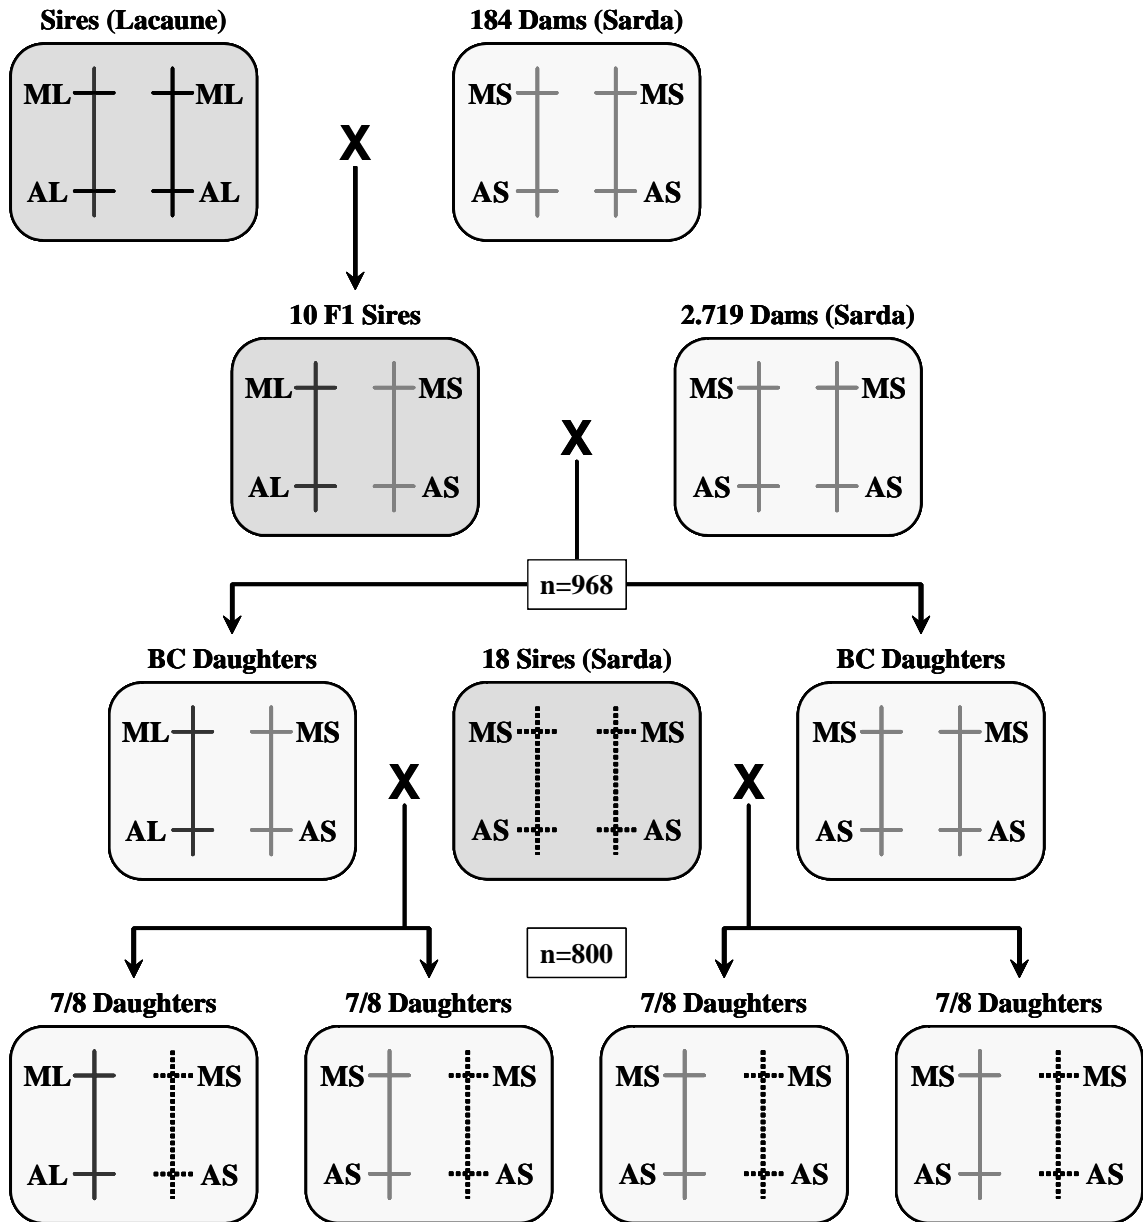 Sires (Lacaune)
184 Dams (Sarda)
ML ML
MS MS
X
AL AL
AS AS
10 F1 Sires
2.719 Dams (Sarda)
ML MS
MS MS
X
AL AS
AS AS
n=968
BC Daughters
18 Sires (Sarda)
BC Daughters
ML MS
MS MS
MS MS
X
X
AL AS
AS AS
AS AS
n=800
7/8 Daughters
7/8 Daughters
7/8 Daughters
7/8 Daughters
ML MS
MS MS
MS MS
MS MS
AL AS
AS AS
AS AS
AS AS